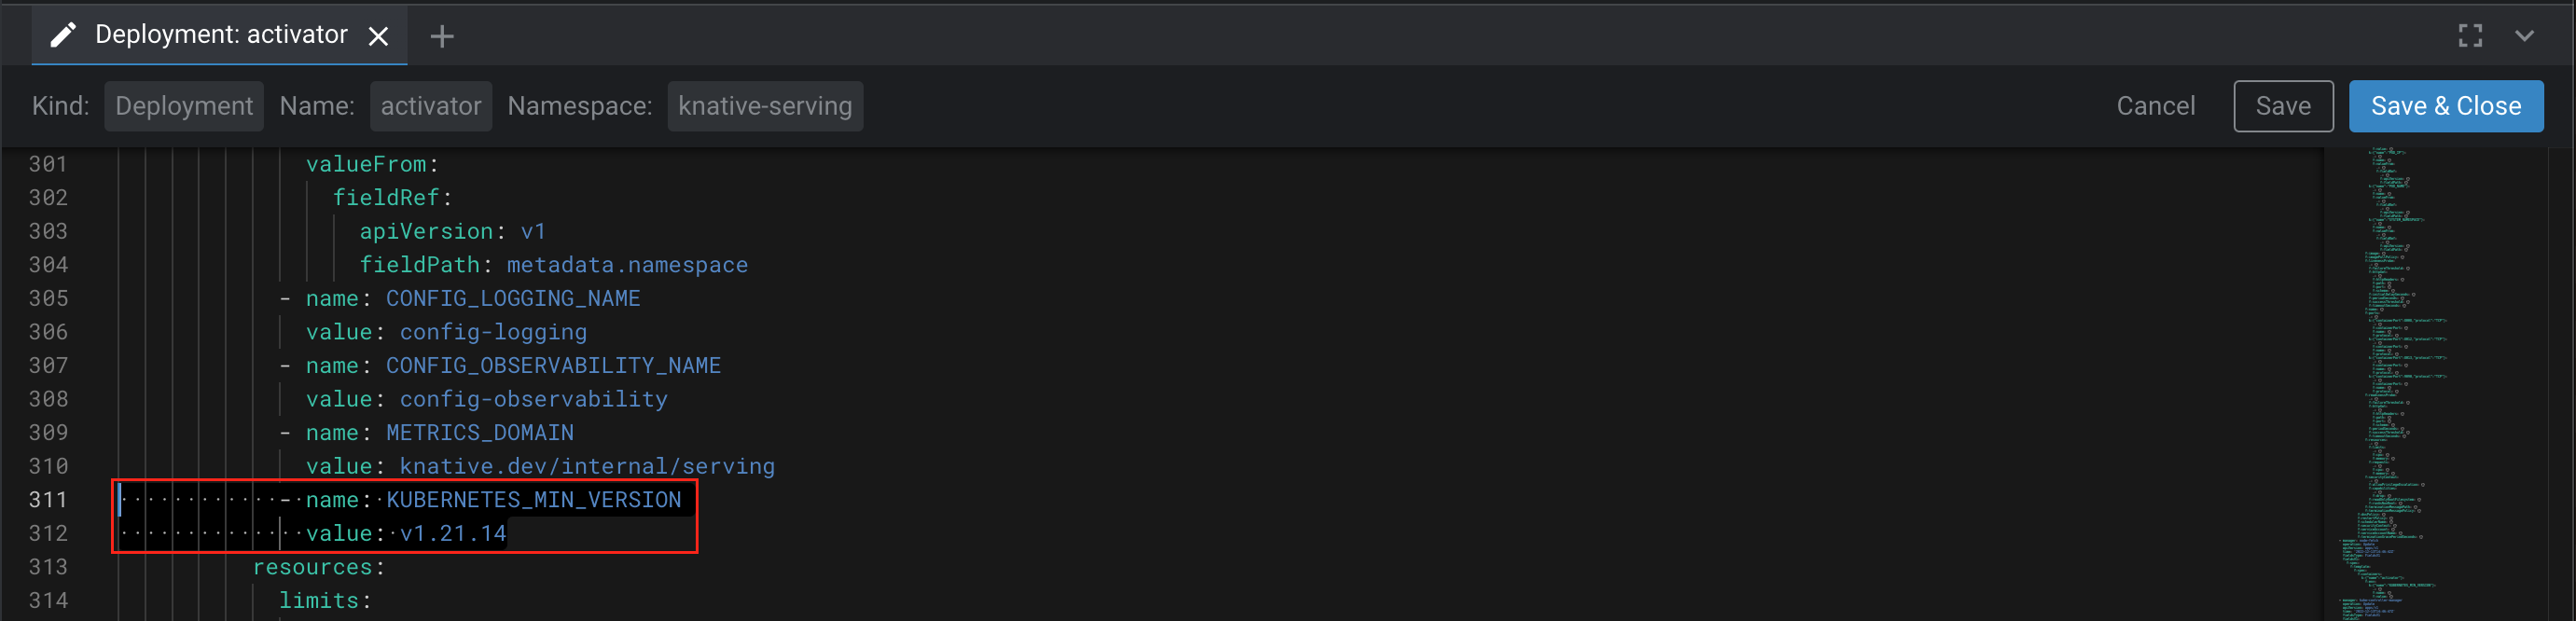 Deployment: activator
Kind: Deployment Name: activator Namespace: knative-serving Cancel Save Save & Close
301 valueFrom:
302 fieldRef:
303 apiVersion: v1
304 fieldPath: metadata.namespace
305 - name: CONFIG_LOGGING_NAME
306 value: config-logging
307 - name: CONFIG_OBSERVABILITY_NAME
308 value: config-observability
309 - name: METRICS_DOMAIN
310 value: knative.dev/internal/serving
311 - name: KUBERNETES_MIN_VERSION
312 value: v1.21.14
313 resources:
314 limits: